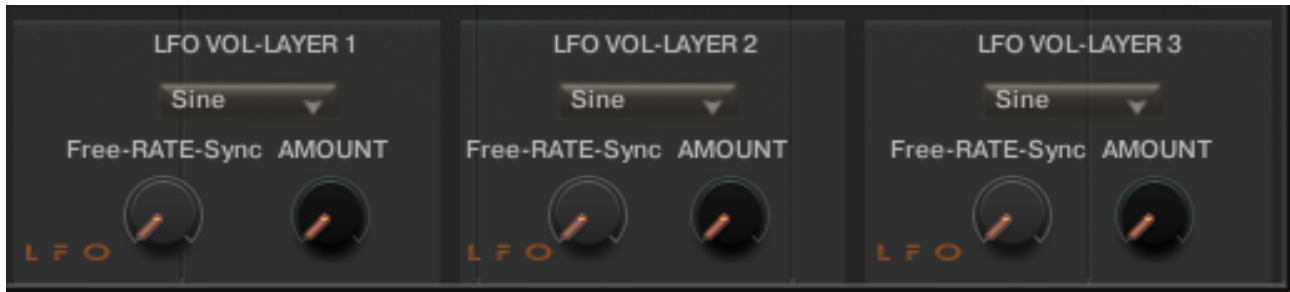 LFO VOL-LAYER 1
Sine
Free-RATE-Sync AMOUNT
LFO
LFO VOL-LAYER 2
Sine
Free-RATE-Sync AMOUNT
LFO
LFO VOL-LAYER 3
Sine
Free-RATE-Sync AMOUNT
LFO